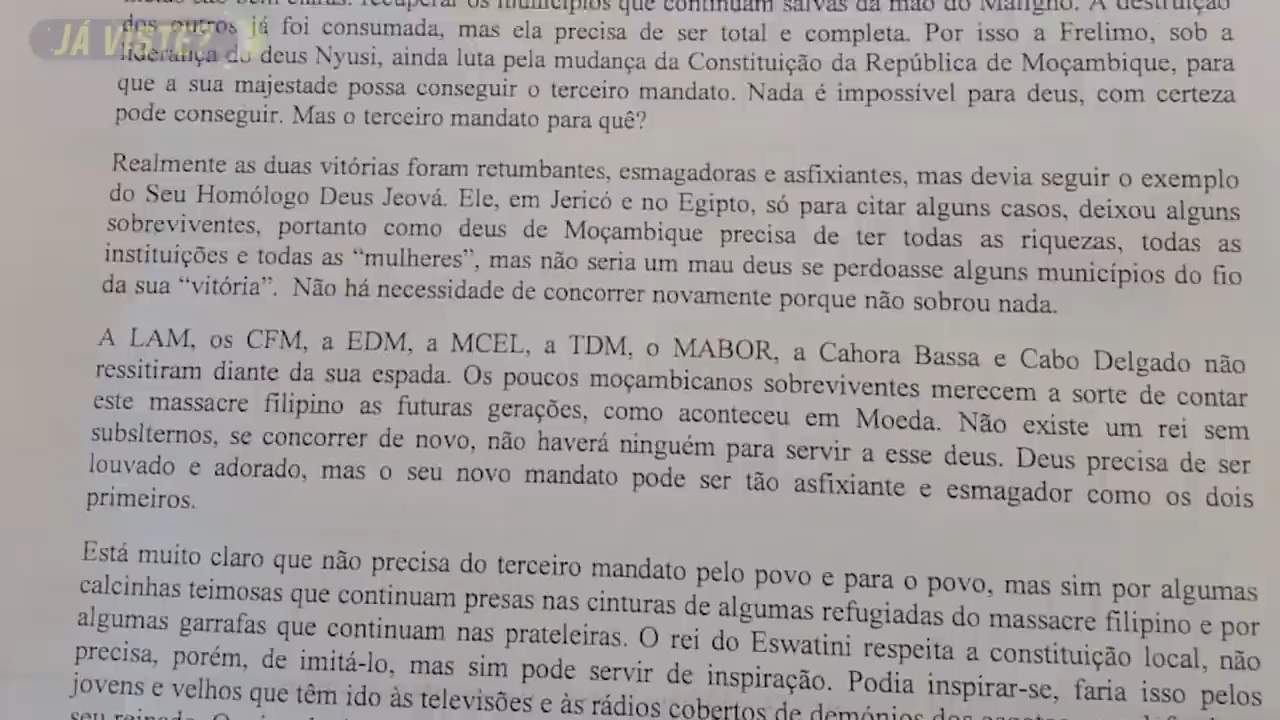 JÁ VISTE?
recuperar os municípios que continuam salvas da mão do Maligno. A destruição
dos outros já foi consumada, mas ela precisa de ser total e completa. Por isso a Frelimo, sob a
liderança do deus Nyusi, ainda luta pela mudança da Constituição da República de Moçambique, para
que a sua majestade possa conseguir o terceiro mandato. Nada é impossível para deus, com certeza
pode conseguir. Mas o terceiro mandato para quê?
Realmente as duas vitórias foram retumbantes, esmagadoras e asfixiantes, mas devia seguir o exemplo
do Seu Homólogo Deus Jeová. Ele, em Jericó e no Egipto, só para citar alguns casos, deixou alguns
sobreviventes, portanto como deus de Moçambique precisa de ter todas as riquezas, todas as
instituições e todas as “mulheres”, mas não seria um mau deus se perdoasse alguns municípios do fio
da sua “vitória”. Não há necessidade de concorrer novamente porque não sobrou nada.
A LAM, os CFM, a EDM, a MCEL, a TDM, o MABOR, a Cahora Bassa e Cabo Delgado não
ressitiram diante da sua espada. Os poucos moçambicanos sobreviventes merecem a sorte de contar
este massacre filipino as futuras gerações, como aconteceu em Moeda. Não existe um rei sem
subslternos, se concorrer de novo, não haverá ninguém para servir a esse deus. Deus precisa de ser
louvado e adorado, mas o seu novo mandato pode ser tão asfixiante e esmagador como os dois
primeiros.
Está muito claro que não precisa do terceiro mandato pelo povo e para o povo, mas sim por algumas
calcinhas teimosas que continuam presas nas cinturas de algumas refugiadas do massacre filipino e por
algumas garrafas que continuam nas prateleiras. O rei do Eswatini respeita a constituição local, não
precisa, porém, de imitá-lo, mas sim pode servir de inspiração. Podia inspirar-se, faria isso pelos
jovens e velhos que têm ido às televisões e às rádios cobertos de demónios